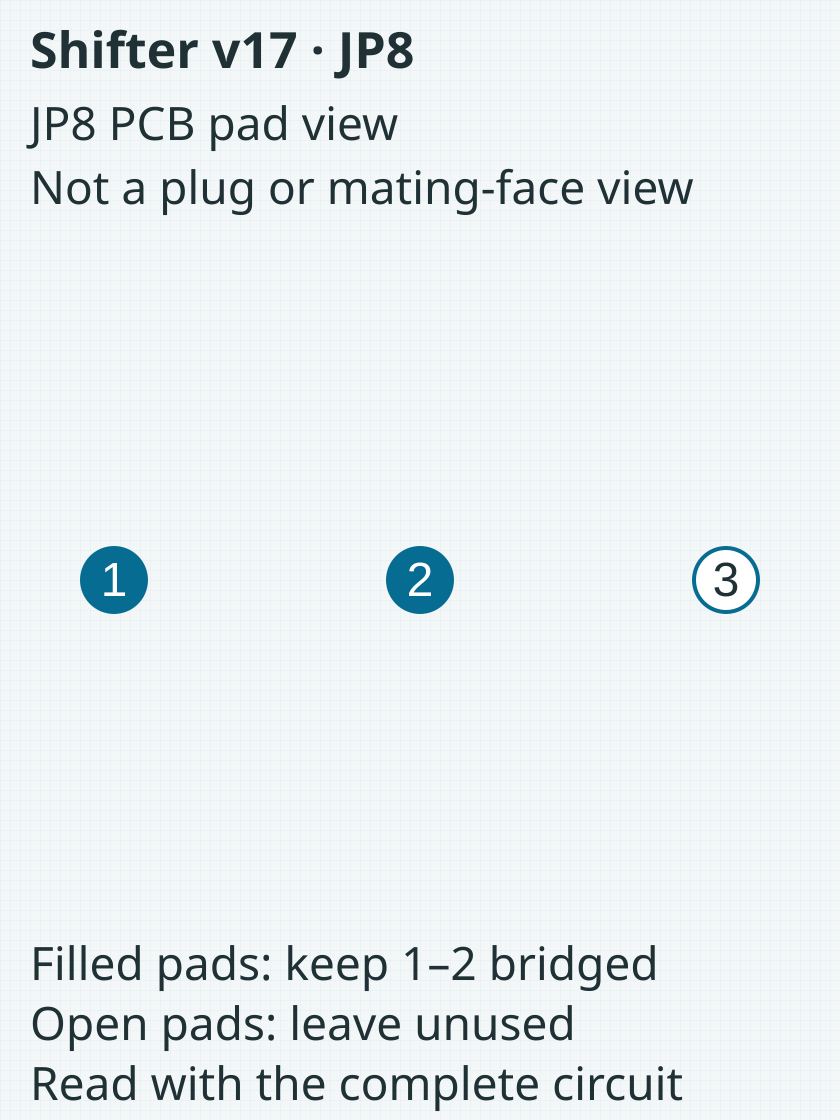 Shifter v17 · JP8
JP8 PCB pad view
Not a plug or mating-face view
1 2 3
Filled pads: keep 1–2 bridged
Open pads: leave unused
Read with the complete circuit